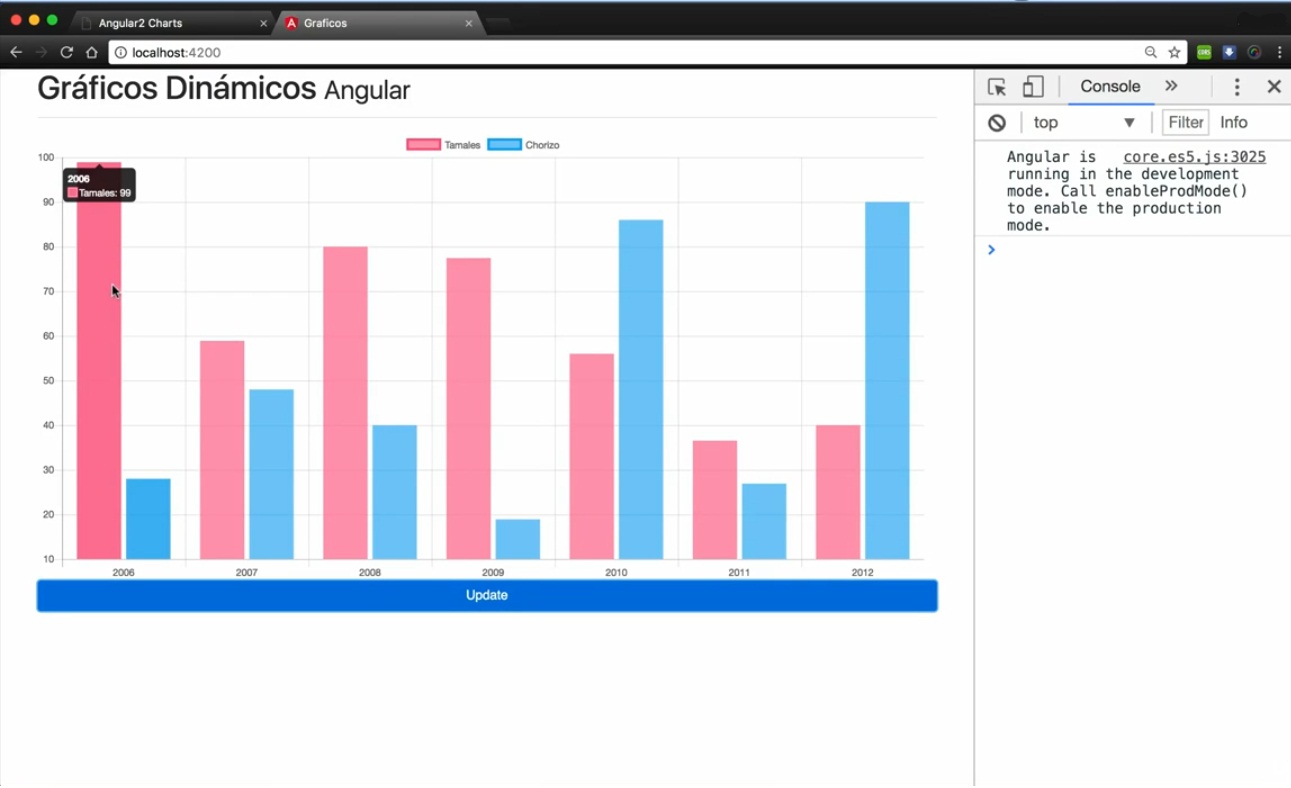 Angular2 Charts
Graficos
localhost:4200
Gráficos Dinámicos Angular
Tamales
Chorizo
100
90
80
70
60
50
40
30
20
10
2006
Tamales: 99
2006
2007
2008
2009
2010
2011
2012
Update
Console
top
Filter
Info
Angular is core.es5.js:3025
running in the development
mode. Call enableProdMode()
to enable the production
mode.